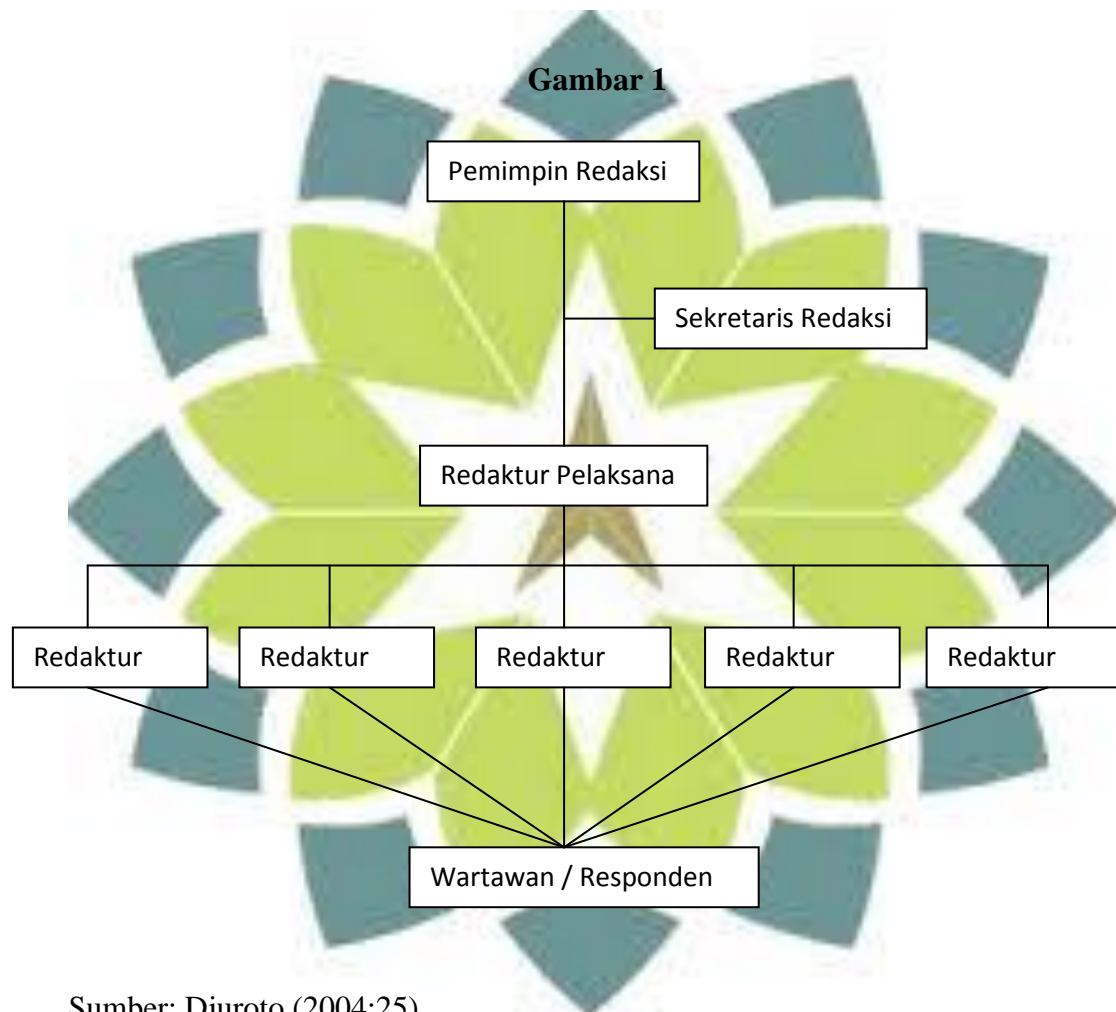 Gambar 1
Pemimpin Redaksi
Sekretaris Redaksi
Redaktur Pelaksana
Redaktur Redaktur Redaktur Redaktur Redaktur
Wartawan / Responden
Sumber: Djuroto (2004:25)